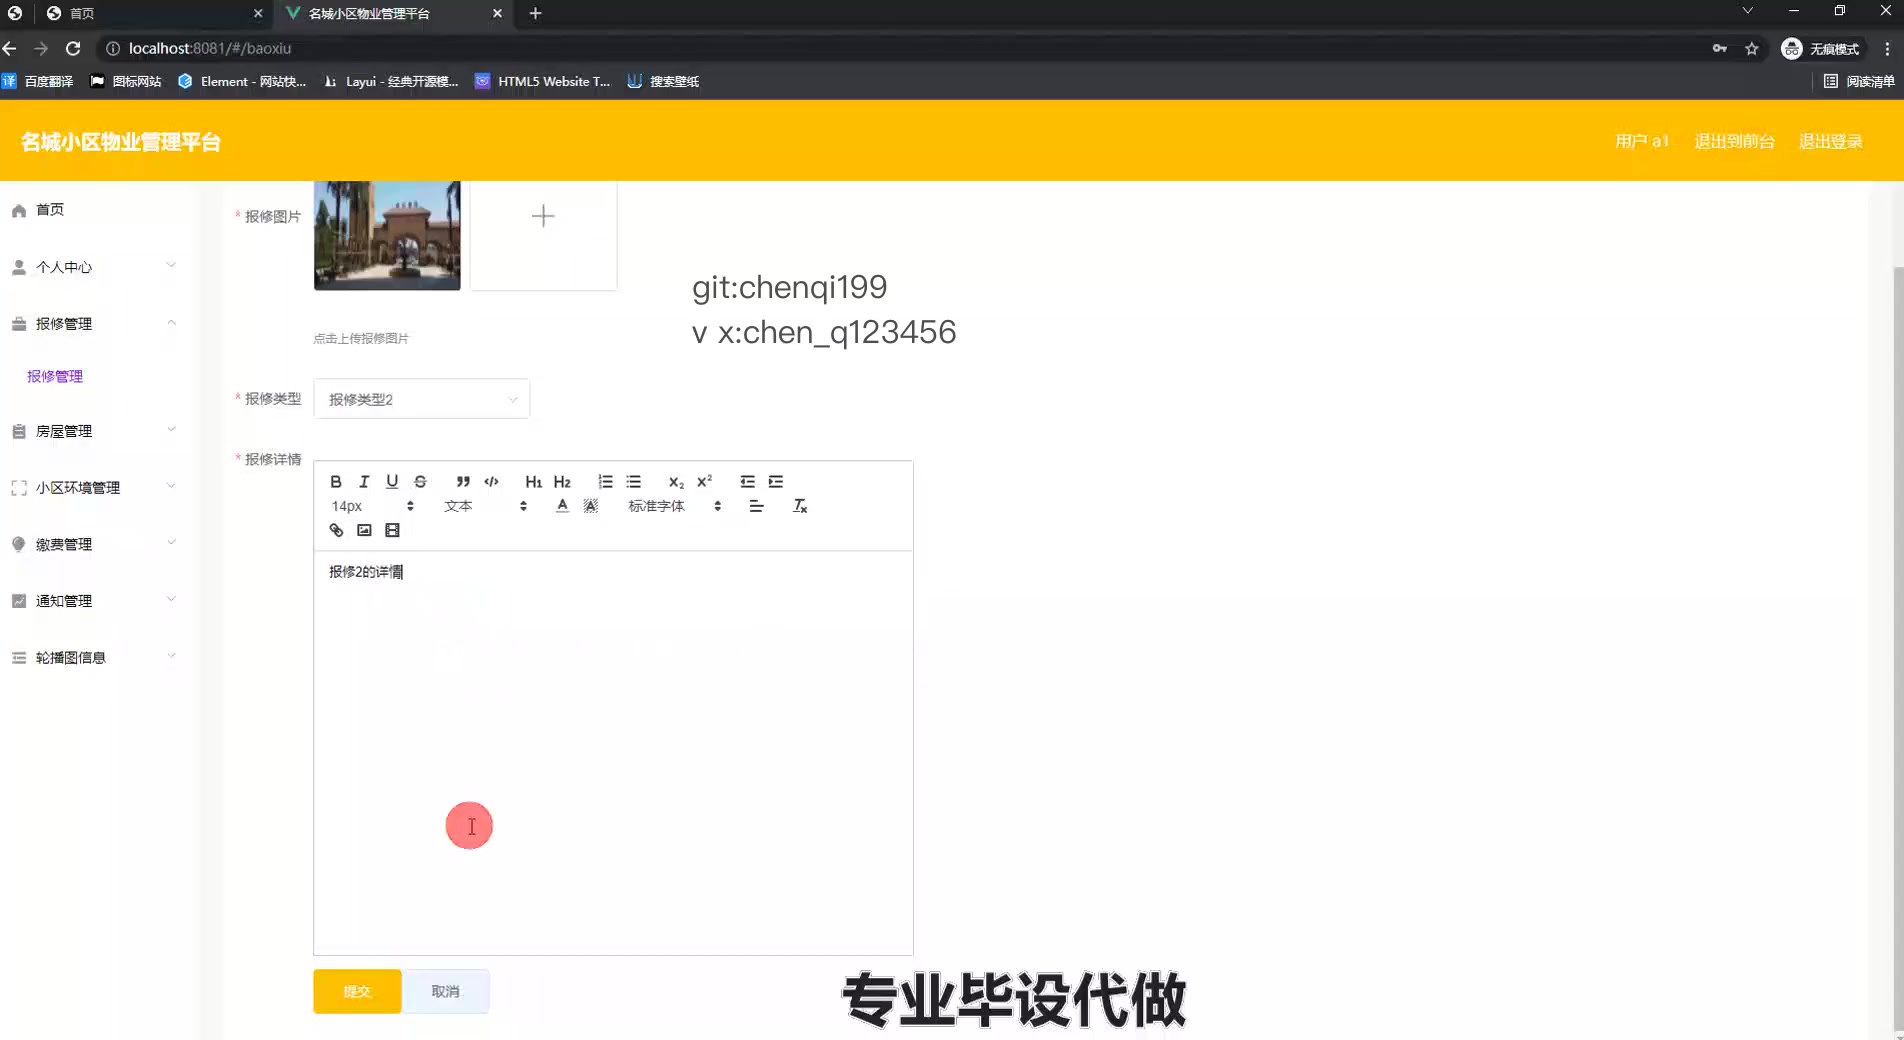 首页
名城小区物业管理平台
localhost:8081/#/baoxiu
无痕模式
译 百度翻译 图标网站 Element - 网站快... Layui - 经典开源模... HTML5 Website T... 搜索壁纸 阅读清单
名城小区物业管理平台 用户 a1 退出到前台 退出登录
首页
个人中心
报修管理
报修管理
房屋管理
小区环境管理
缴费管理
通知管理
轮播图信息
* 报修图片
git:chenqi199
v x:chen_q123456
点击上传报修图片
* 报修类型 报修类型2
* 报修详情
B I U S H1 H2 x₂ x²
14px 文本 A A 标准字体 Tx
报修2的详情
提交 取消
专业毕设代做